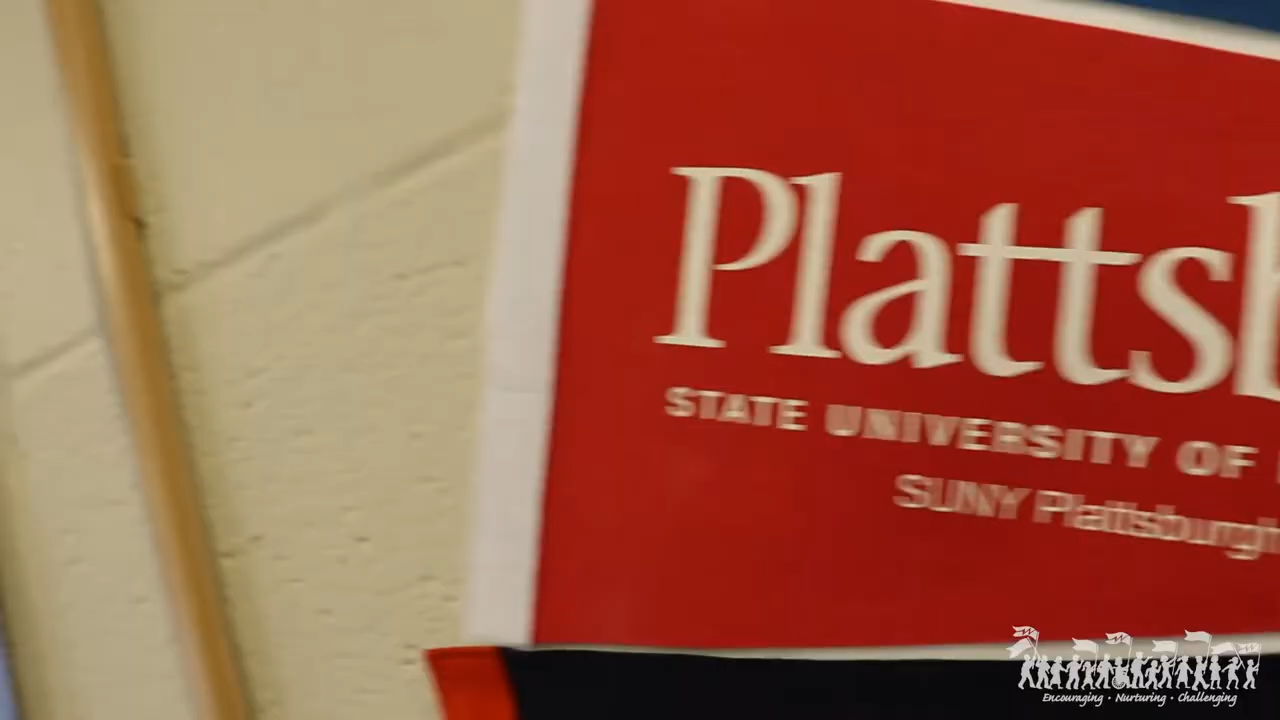 Plattsb
STATE UNIVERSITY OF
SUNY Plattsburgh
Encouraging • Nurturing • Challenging